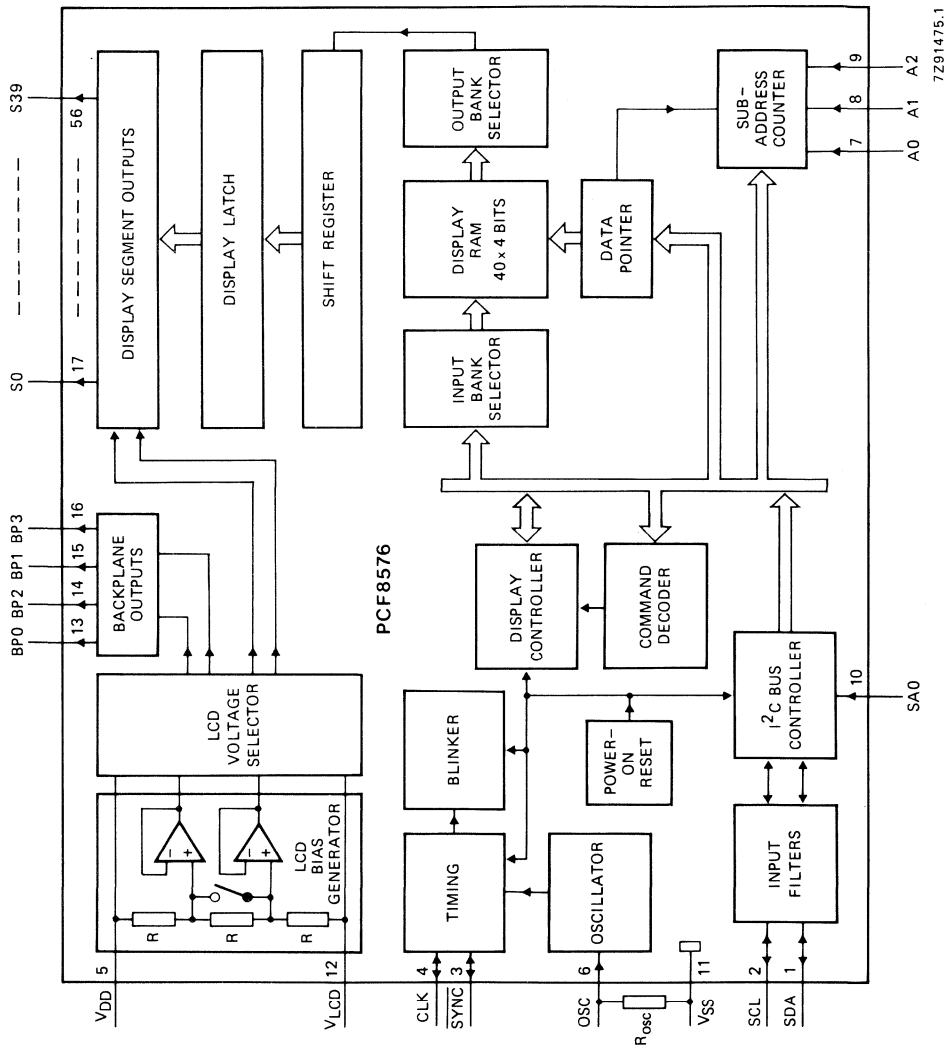 S0
S39
BP0
BP2
BP1
BP3
13
14
15
16
17
56
BACKPLANE
OUTPUTS
DISPLAY SEGMENT OUTPUTS
DISPLAY LATCH
SHIFT REGISTER
VDD
5
VLCD
12
R
R
R
-
+
-
+
LCD
BIAS
GENERATOR
LCD
VOLTAGE
SELECTOR
PCF8576
CLK
4
SYNC
3
TIMING
BLINKER
OSC
6
OSCILLATOR
Rosc
VSS
11
POWER-
ON
RESET
DISPLAY
CONTROLLER
COMMAND
DECODER
INPUT
BANK
SELECTOR
DISPLAY
RAM
40 x 4 BITS
OUTPUT
BANK
SELECTOR
DATA
POINTER
SUB-
ADDRESS
COUNTER
SCL
2
SDA
1
INPUT
FILTERS
I2C BUS
CONTROLLER
10
SA0
7
8
9
A0
A1
A2
7Z91475.1